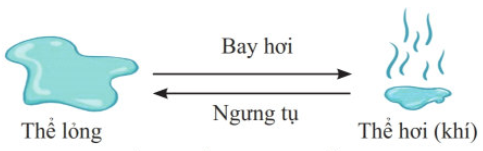 Bay hơi
Ngưng tụ
Thể lỏng
Thể hơi (khí)